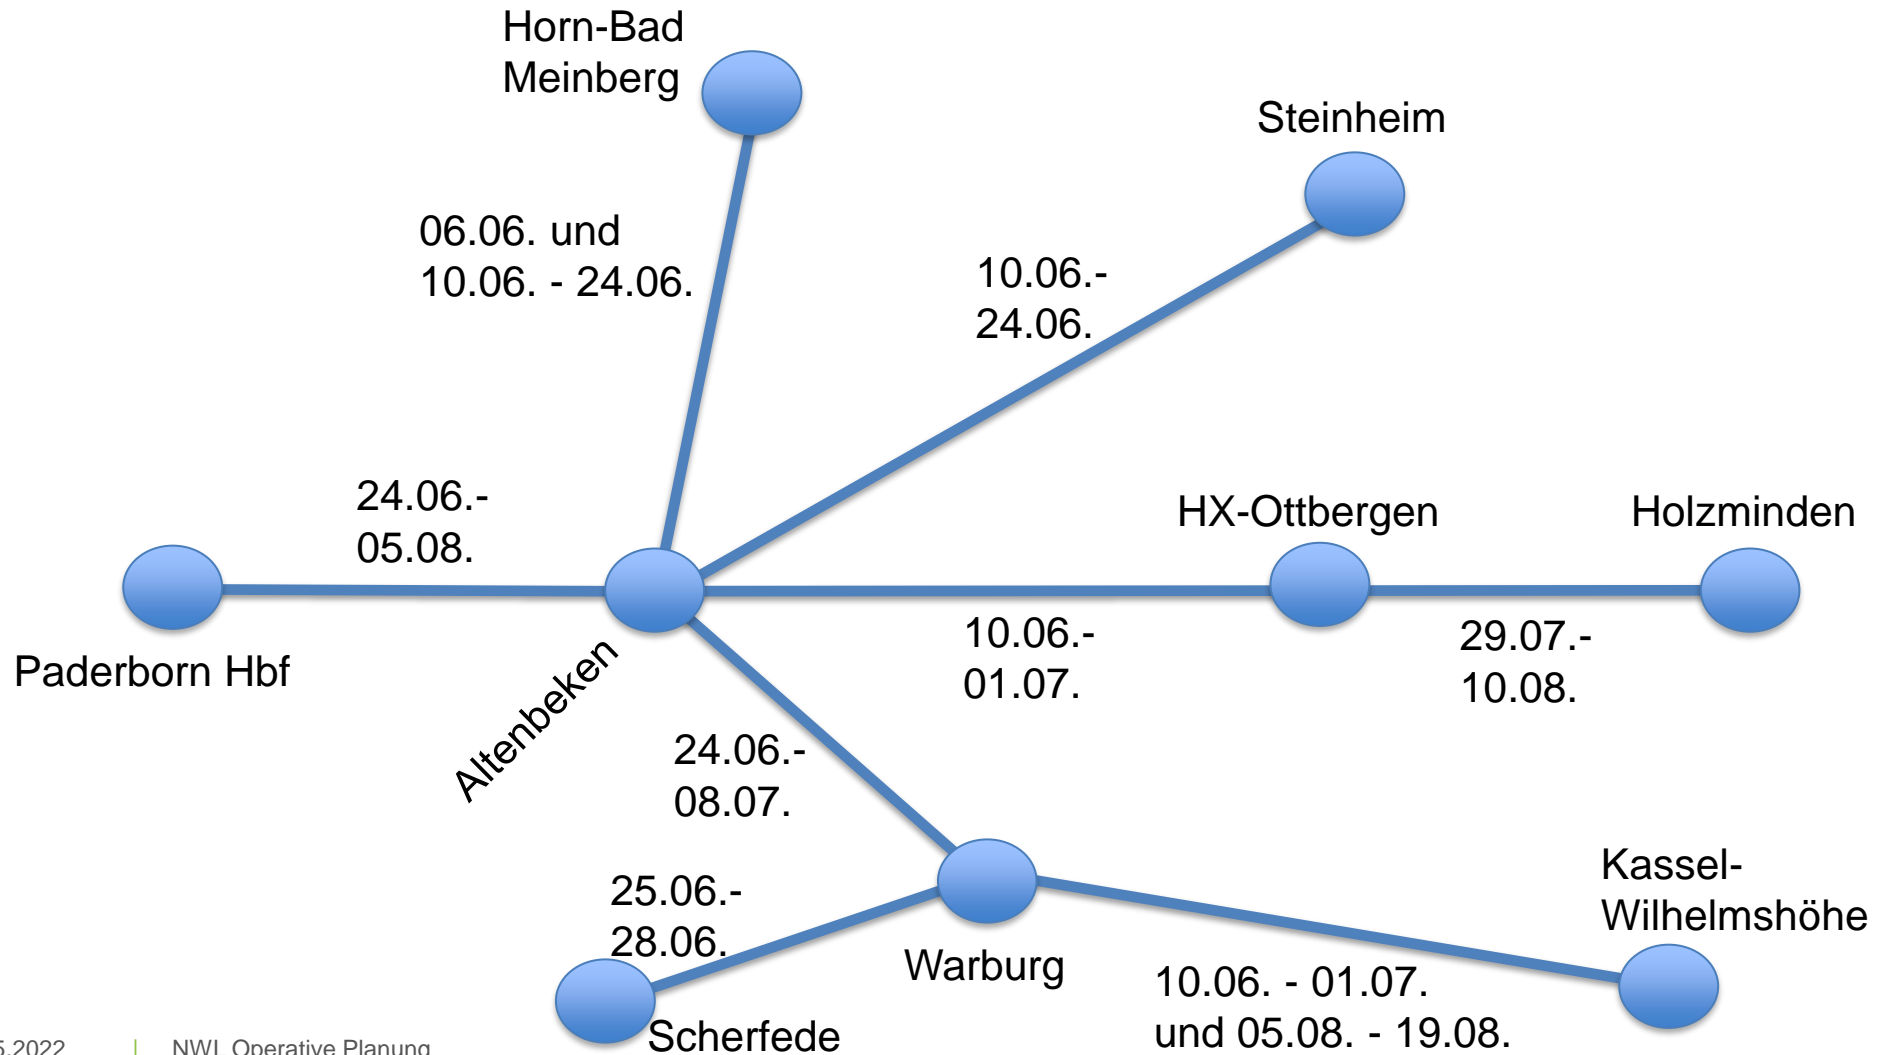 Horn-Bad
Meinberg
Steinheim
06.06. und
10.06. - 24.06.
10.06.-
24.06.
24.06.-
05.08.
HX-Ottbergen
Holzminden
Paderborn Hbf
Altenbeken
10.06.-
01.07.
29.07.-
10.08.
24.06.-
08.07.
25.06.-
28.06.
Warburg
Kassel-
Wilhelmshöhe
10.06. - 01.07.
und 05.08. - 19.08.
Scherfede
5.2022 | NWL Operative Planung